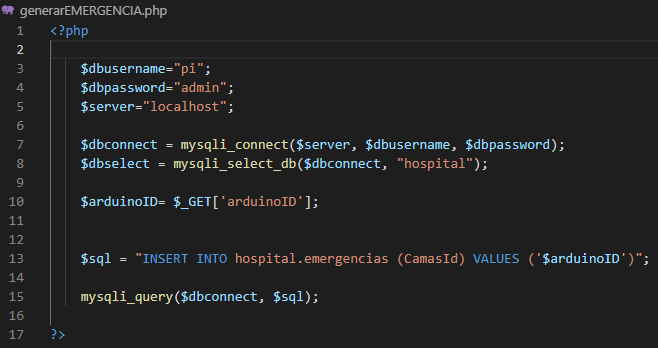 generarEMERGENCIA.php
1 <?php
2
3 $dbusername="pi";
4 $dbpassword="admin";
5 $server="localhost";
6
7 $dbconnect = mysqli_connect($server, $dbusername, $dbpassword);
8 $dbselect = mysqli_select_db($dbconnect, "hospital");
9
10 $arduinoID= $_GET['arduinoID'];
11
12
13 $sql = "INSERT INTO hospital.emergencias (CamasId) VALUES ('$arduinoID')";
14
15 mysqli_query($dbconnect, $sql);
16
17 ?>